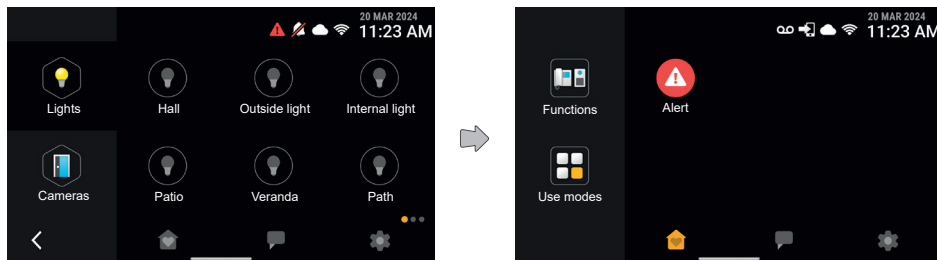 20 MAR 2024
11:23 AM
Lights
Hall
Outside light
Internal light
Cameras
Patio
Veranda
Path
20 MAR 2024
11:23 AM
Functions
Alert
Use modes